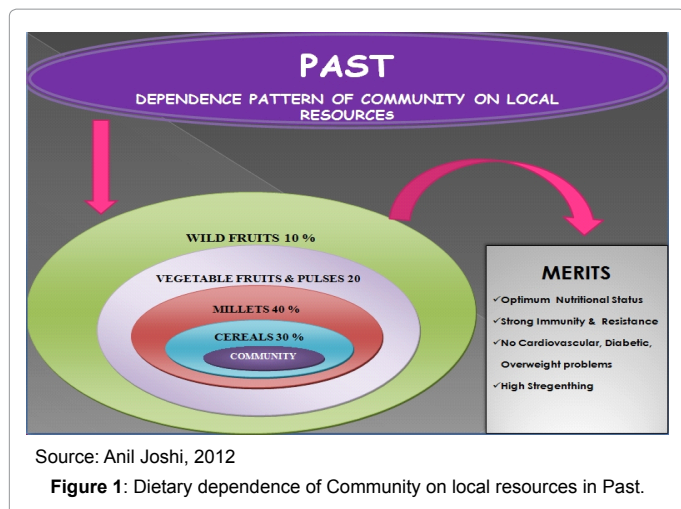 PAST
DEPENDENCE PATTERN OF COMMUNITY ON LOCAL
RESOURCES
WILD FRUITS 10 %
VEGETABLE FRUITS & PULSES 20
MILLETS 40 %
CEREALS 30 %
COMMUNITY
MERITS
✓Optimum Nutritional Status
✓Strong Immunity & Resistance
✓No Cardiovascular, Diabetic,
Overweight problems
✓High Stregenthing
Source: Anil Joshi, 2012
Figure 1: Dietary dependence of Community on local resources in Past.